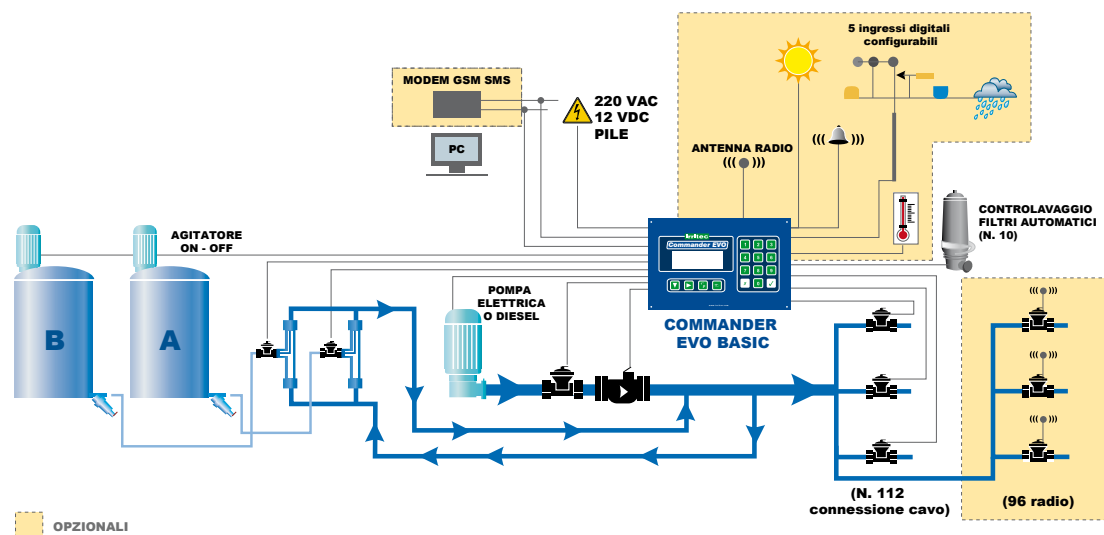 5 ingressi digitali
configurabili
MODEM GSM SMS
220 VAC
12 VDC
PILE
PC
ANTENNA RADIO
CONTROLAVAGGIO
FILTRI AUTOMATICI
(N. 10)
AGITATORE
ON - OFF
Commander EVO
POMPA
ELETTRICA
O DIESEL
COMMANDER
EVO BASIC
B
A
(N. 112
connessione cavo)
(96 radio)
OPZIONALI